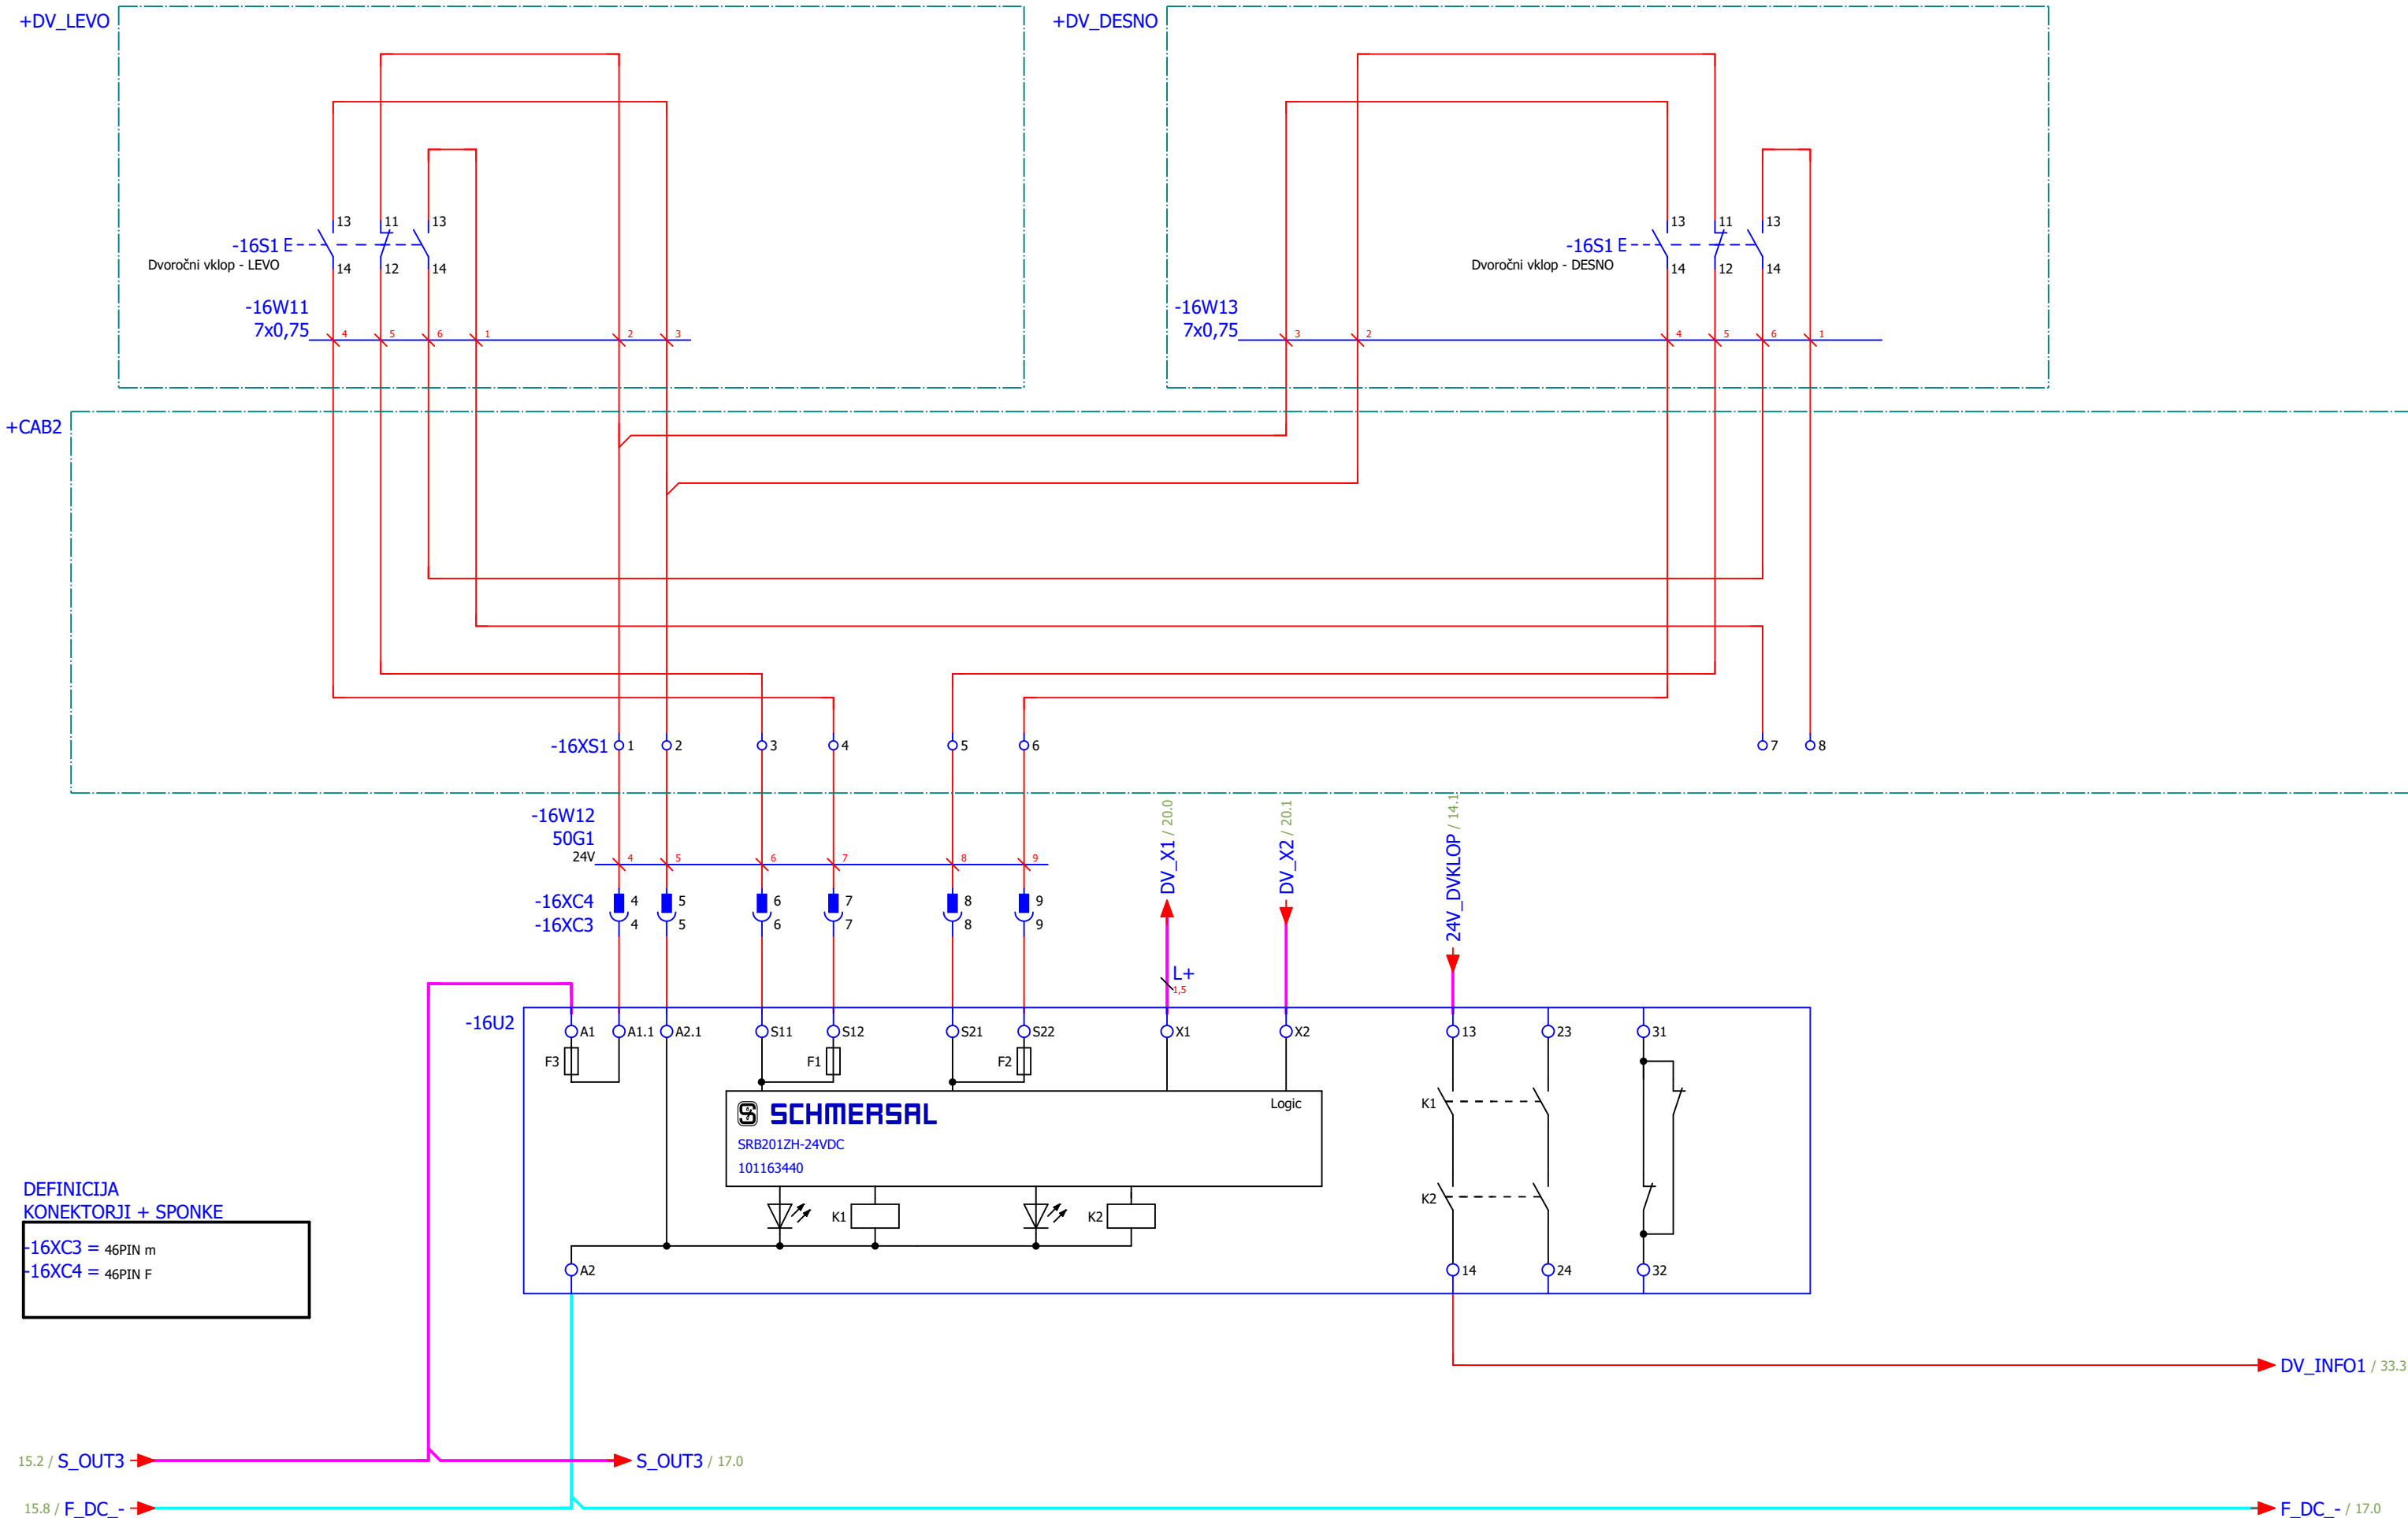 +DV_LEVO
+DV_DESNO
13 11 13
-16S1 E
Dvoročni vklop - LEVO
14 12 14
13 11 13
-16S1 E
Dvoročni vklop - DESNO
14 12 14
-16W11
7x0,75
4 5 6 1 2 3
-16W13
7x0,75
3 2 4 5 6 1
+CAB2
-16XS1 1 2 3 4 5 6 7 8
-16W12
50G1
24V
4 5 6 7 8 9
DV_X1 / 20.0
DV_X2 / 20.1
24V_DVKLOP / 14.1
-16XC4 4 5 6 7 8 9
-16XC3 4 5 6 7 8 9
L+
1,5
-16U2
A1 A1.1 A2.1 S11 S12 S21 S22 X1 X2 13 23 31
F3 F1 F2
SCHMERSAL
Logic
SRB201ZH-24VDC
101163440
K1
K2
K1 K2
A2 14 24 32
DEFINICIJA
KONEKTORJI + SPONKE
-16XC3 = 46PIN m
-16XC4 = 46PIN F
DV_INFO1 / 33.3
15.2 / S_OUT3
S_OUT3 / 17.0
15.8 / F_DC_-
F_DC_- / 17.0